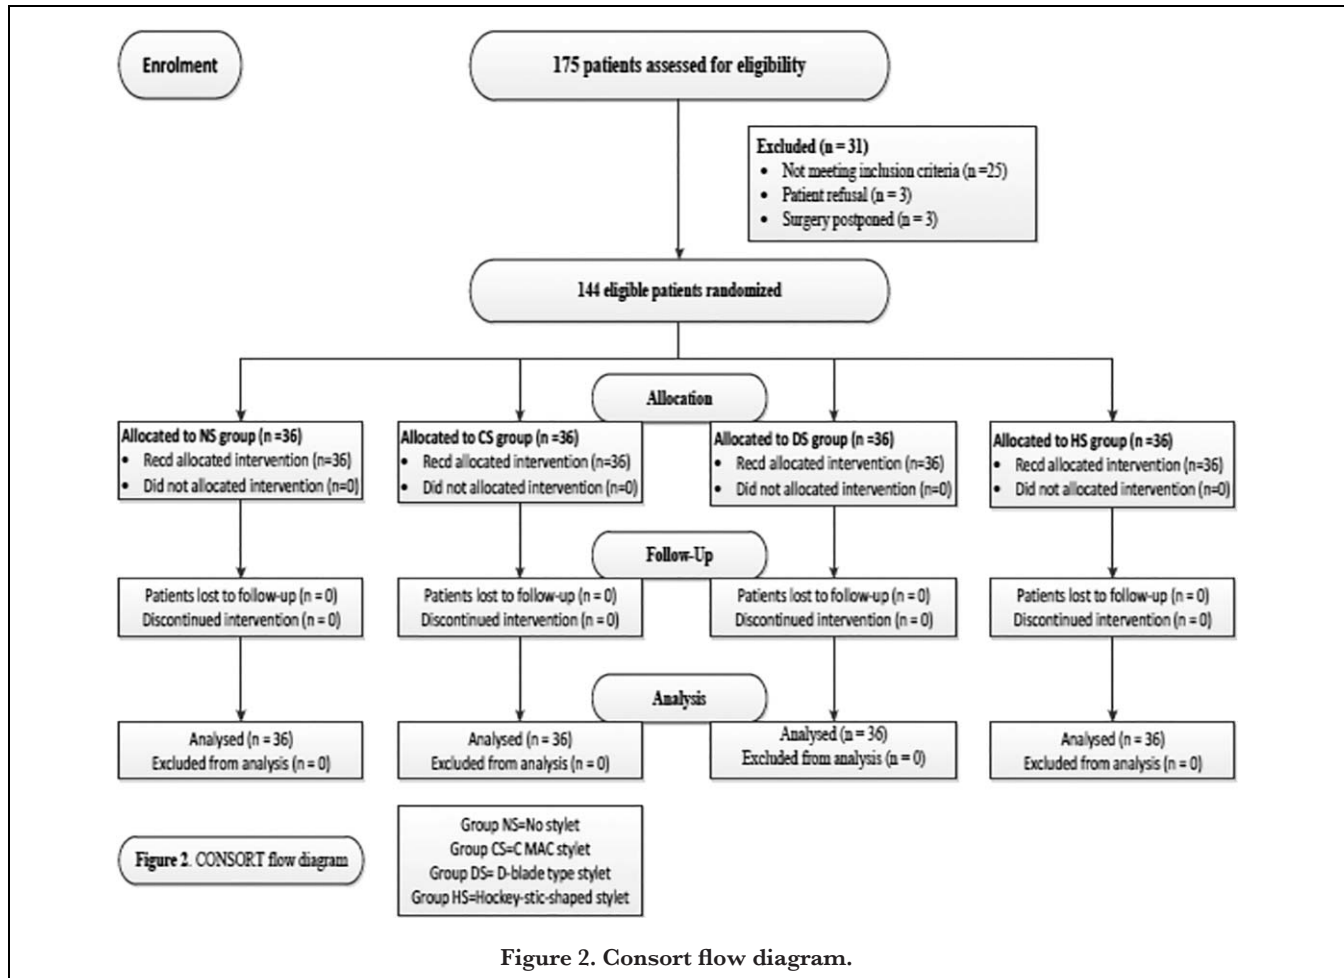 Enrolment
175 patients assessed for eligibility
Excluded (n = 31)
• Not meeting inclusion criteria (n =25)
• Patient refusal (n = 3)
• Surgery postponed (n = 3)
144 eligible patients randomized
Allocation
Allocated to NS group (n =36)
• Recd allocated intervention (n=36)
• Did not allocated intervention (n=0)
Allocated to CS group (n =36)
• Recd allocated intervention (n=36)
• Did not allocated intervention (n=0)
Allocated to DS group (n =36)
• Recd allocated intervention (n=36)
• Did not allocated intervention (n=0)
Allocated to HS group (n =36)
• Recd allocated intervention (n=36)
• Did not allocated intervention (n=0)
Follow-Up
Patients lost to follow-up (n = 0)
Discontinued intervention (n = 0)
Patients lost to follow-up (n = 0)
Discontinued intervention (n = 0)
Patients lost to follow-up (n = 0)
Discontinued intervention (n = 0)
Patients lost to follow-up (n = 0)
Discontinued intervention (n = 0)
Analysis
Analysed (n = 36)
Excluded from analysis (n = 0)
Analysed (n = 36)
Excluded from analysis (n = 0)
Analysed (n = 36)
Excluded from analysis (n = 0)
Analysed (n = 36)
Excluded from analysis (n = 0)
Figure 2. CONSORT flow diagram
Group NS=No stylet
Group CS=C MAC stylet
Group DS= D-blade type stylet
Group HS=Hockey-stic-shaped stylet
Figure 2. Consort flow diagram.